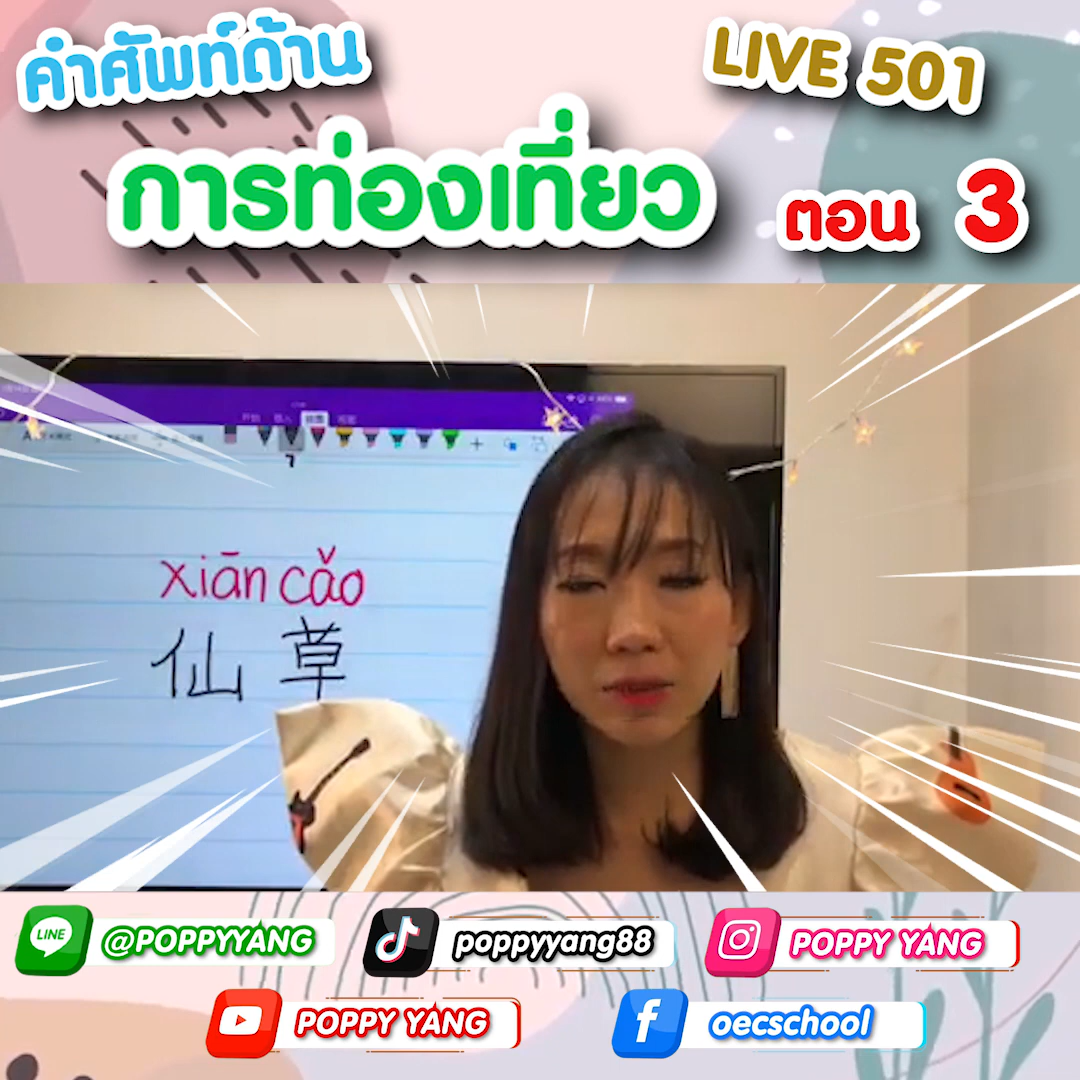 คำศัพท์ด้าน
LIVE 501
การท่องเที่ยว
ตอน 3
xiān cǎo
仙草
LINE
@POPPYYANG
poppyyang88
POPPY YANG
POPPY YANG
oecschool